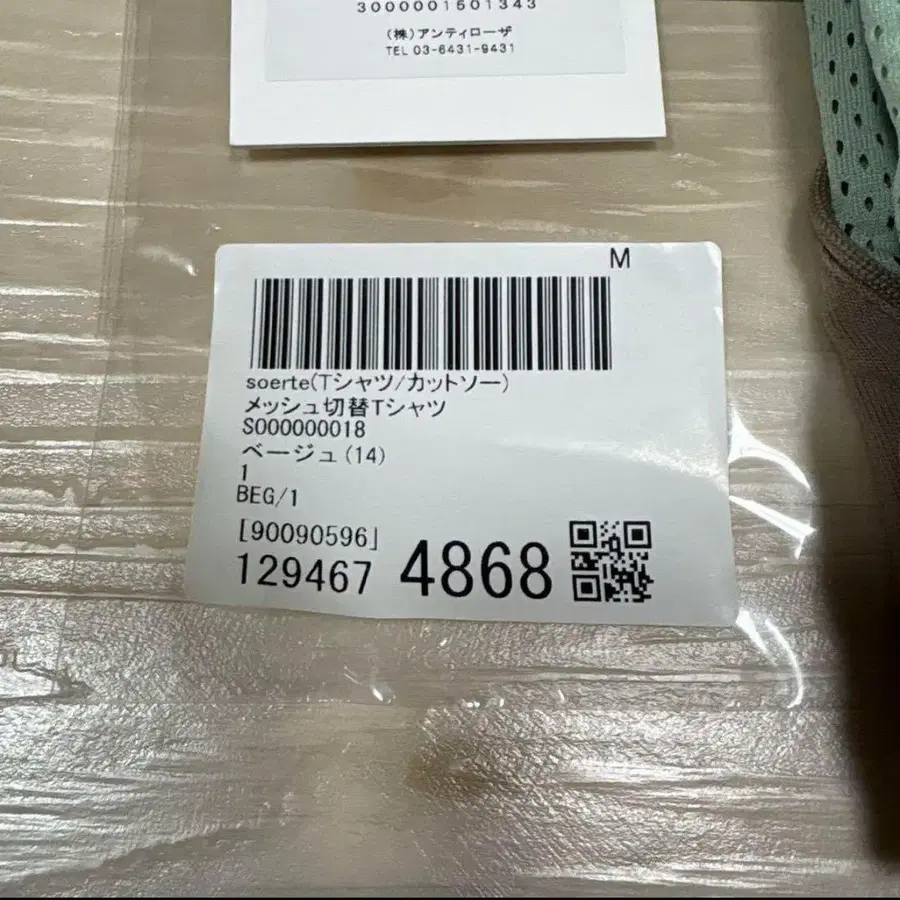 3000001601343
(株)アンティローザ
TEL 03-6431-9431
M
soerte(Tシャツ/カットソー)
メッシュ切替Tシャツ
S000000018
ベージュ(14)
1
BEG/1
[90090596]
129467 4868